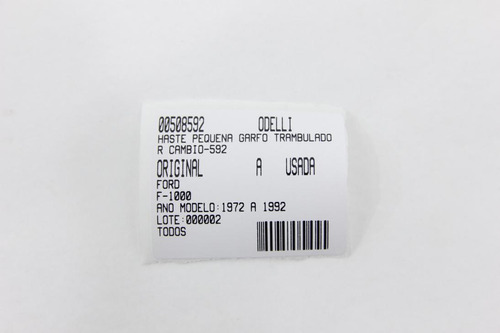 00508592 ODELLI
HASTE PEQUENA GARFO TRAMBULADO
R CAMBIO-592
ORIGINAL A USADA
FORD
F-1000
ANO MODELO:1972 A 1992
LOTE:000002
TODOS